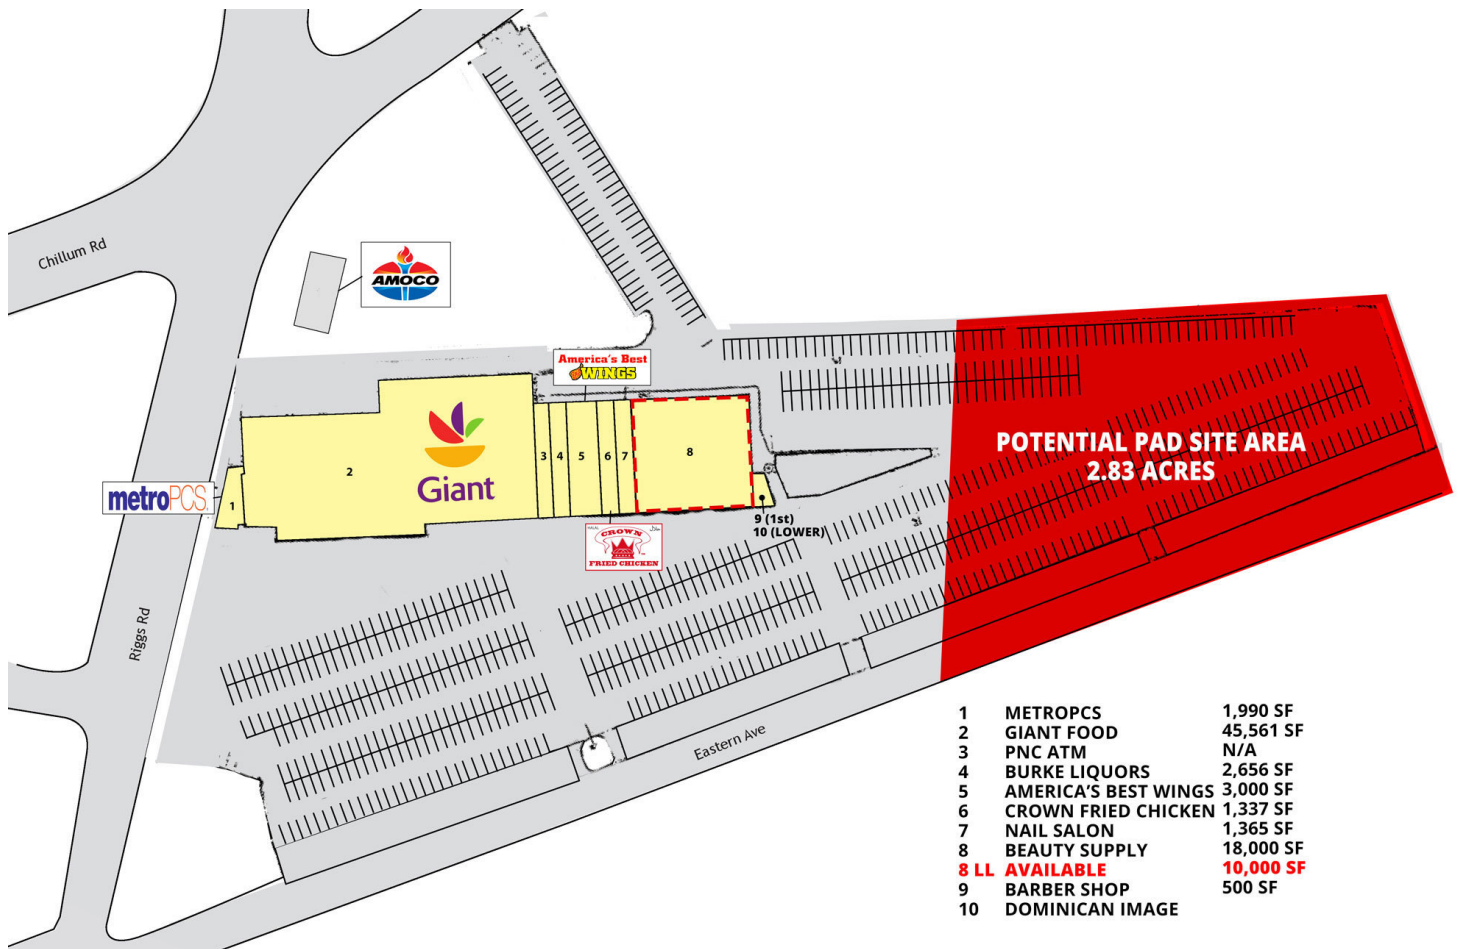 Chillum Rd
AMOCO
America's Best
WINGS
metroPCS.
1
2
Giant
3
4
5
6
7
8
CROWN
FRIED CHICKEN
9 (1st)
10 (LOWER)
POTENTIAL PAD SITE AREA
2.83 ACRES
Riggs Rd
Eastern Ave
1 METROPCS 1,990 SF
2 GIANT FOOD 45,561 SF
3 PNC ATM N/A
4 BURKE LIQUORS 2,656 SF
5 AMERICA'S BEST WINGS 3,000 SF
6 CROWN FRIED CHICKEN 1,337 SF
7 NAIL SALON 1,365 SF
8 BEAUTY SUPPLY 18,000 SF
8 LL AVAILABLE 10,000 SF
9 BARBER SHOP 500 SF
10 DOMINICAN IMAGE